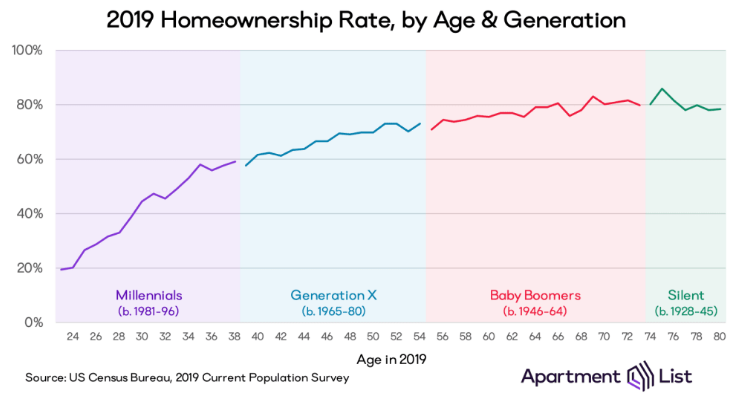 2019 Homeownership Rate, by Age & Generation
100%
80%
60%
40%
20%
0%
Millennials
(b. 1981-96)
Generation X
(b. 1965-80)
Baby Boomers
(b. 1946-64)
Silent
(b. 1928-45)
24 26 28 30 32 34 36 38 40 42 44 46 48 50 52 54 56 58 60 62 64 66 68 70 72 74 76 78 80
Age in 2019
Source: US Census Bureau, 2019 Current Population Survey
Apartment List